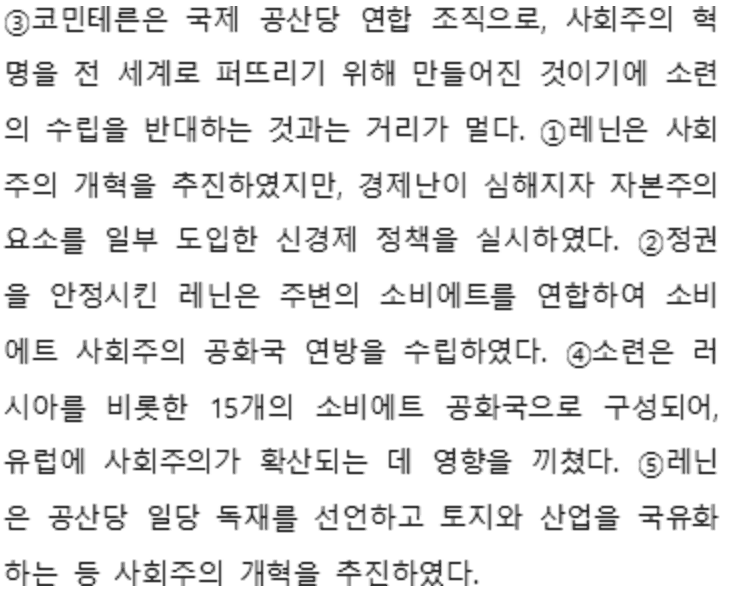 ③코민테른은 국제 공산당 연합 조직으로, 사회주의 혁
명을 전 세계로 퍼뜨리기 위해 만들어진 것이기에 소련
의 수립을 반대하는 것과는 거리가 멀다. ①레닌은 사회
주의 개혁을 추진하였지만, 경제난이 심해지자 자본주의
요소를 일부 도입한 신경제 정책을 실시하였다. ②정권
을 안정시킨 레닌은 주변의 소비에트를 연합하여 소비
에트 사회주의 공화국 연방을 수립하였다. ④소련은 러
시아를 비롯한 15개의 소비에트 공화국으로 구성되어,
유럽에 사회주의가 확산되는 데 영향을 끼쳤다. ⑤레닌
은 공산당 일당 독재를 선언하고 토지와 산업을 국유화
하는 등 사회주의 개혁을 추진하였다.